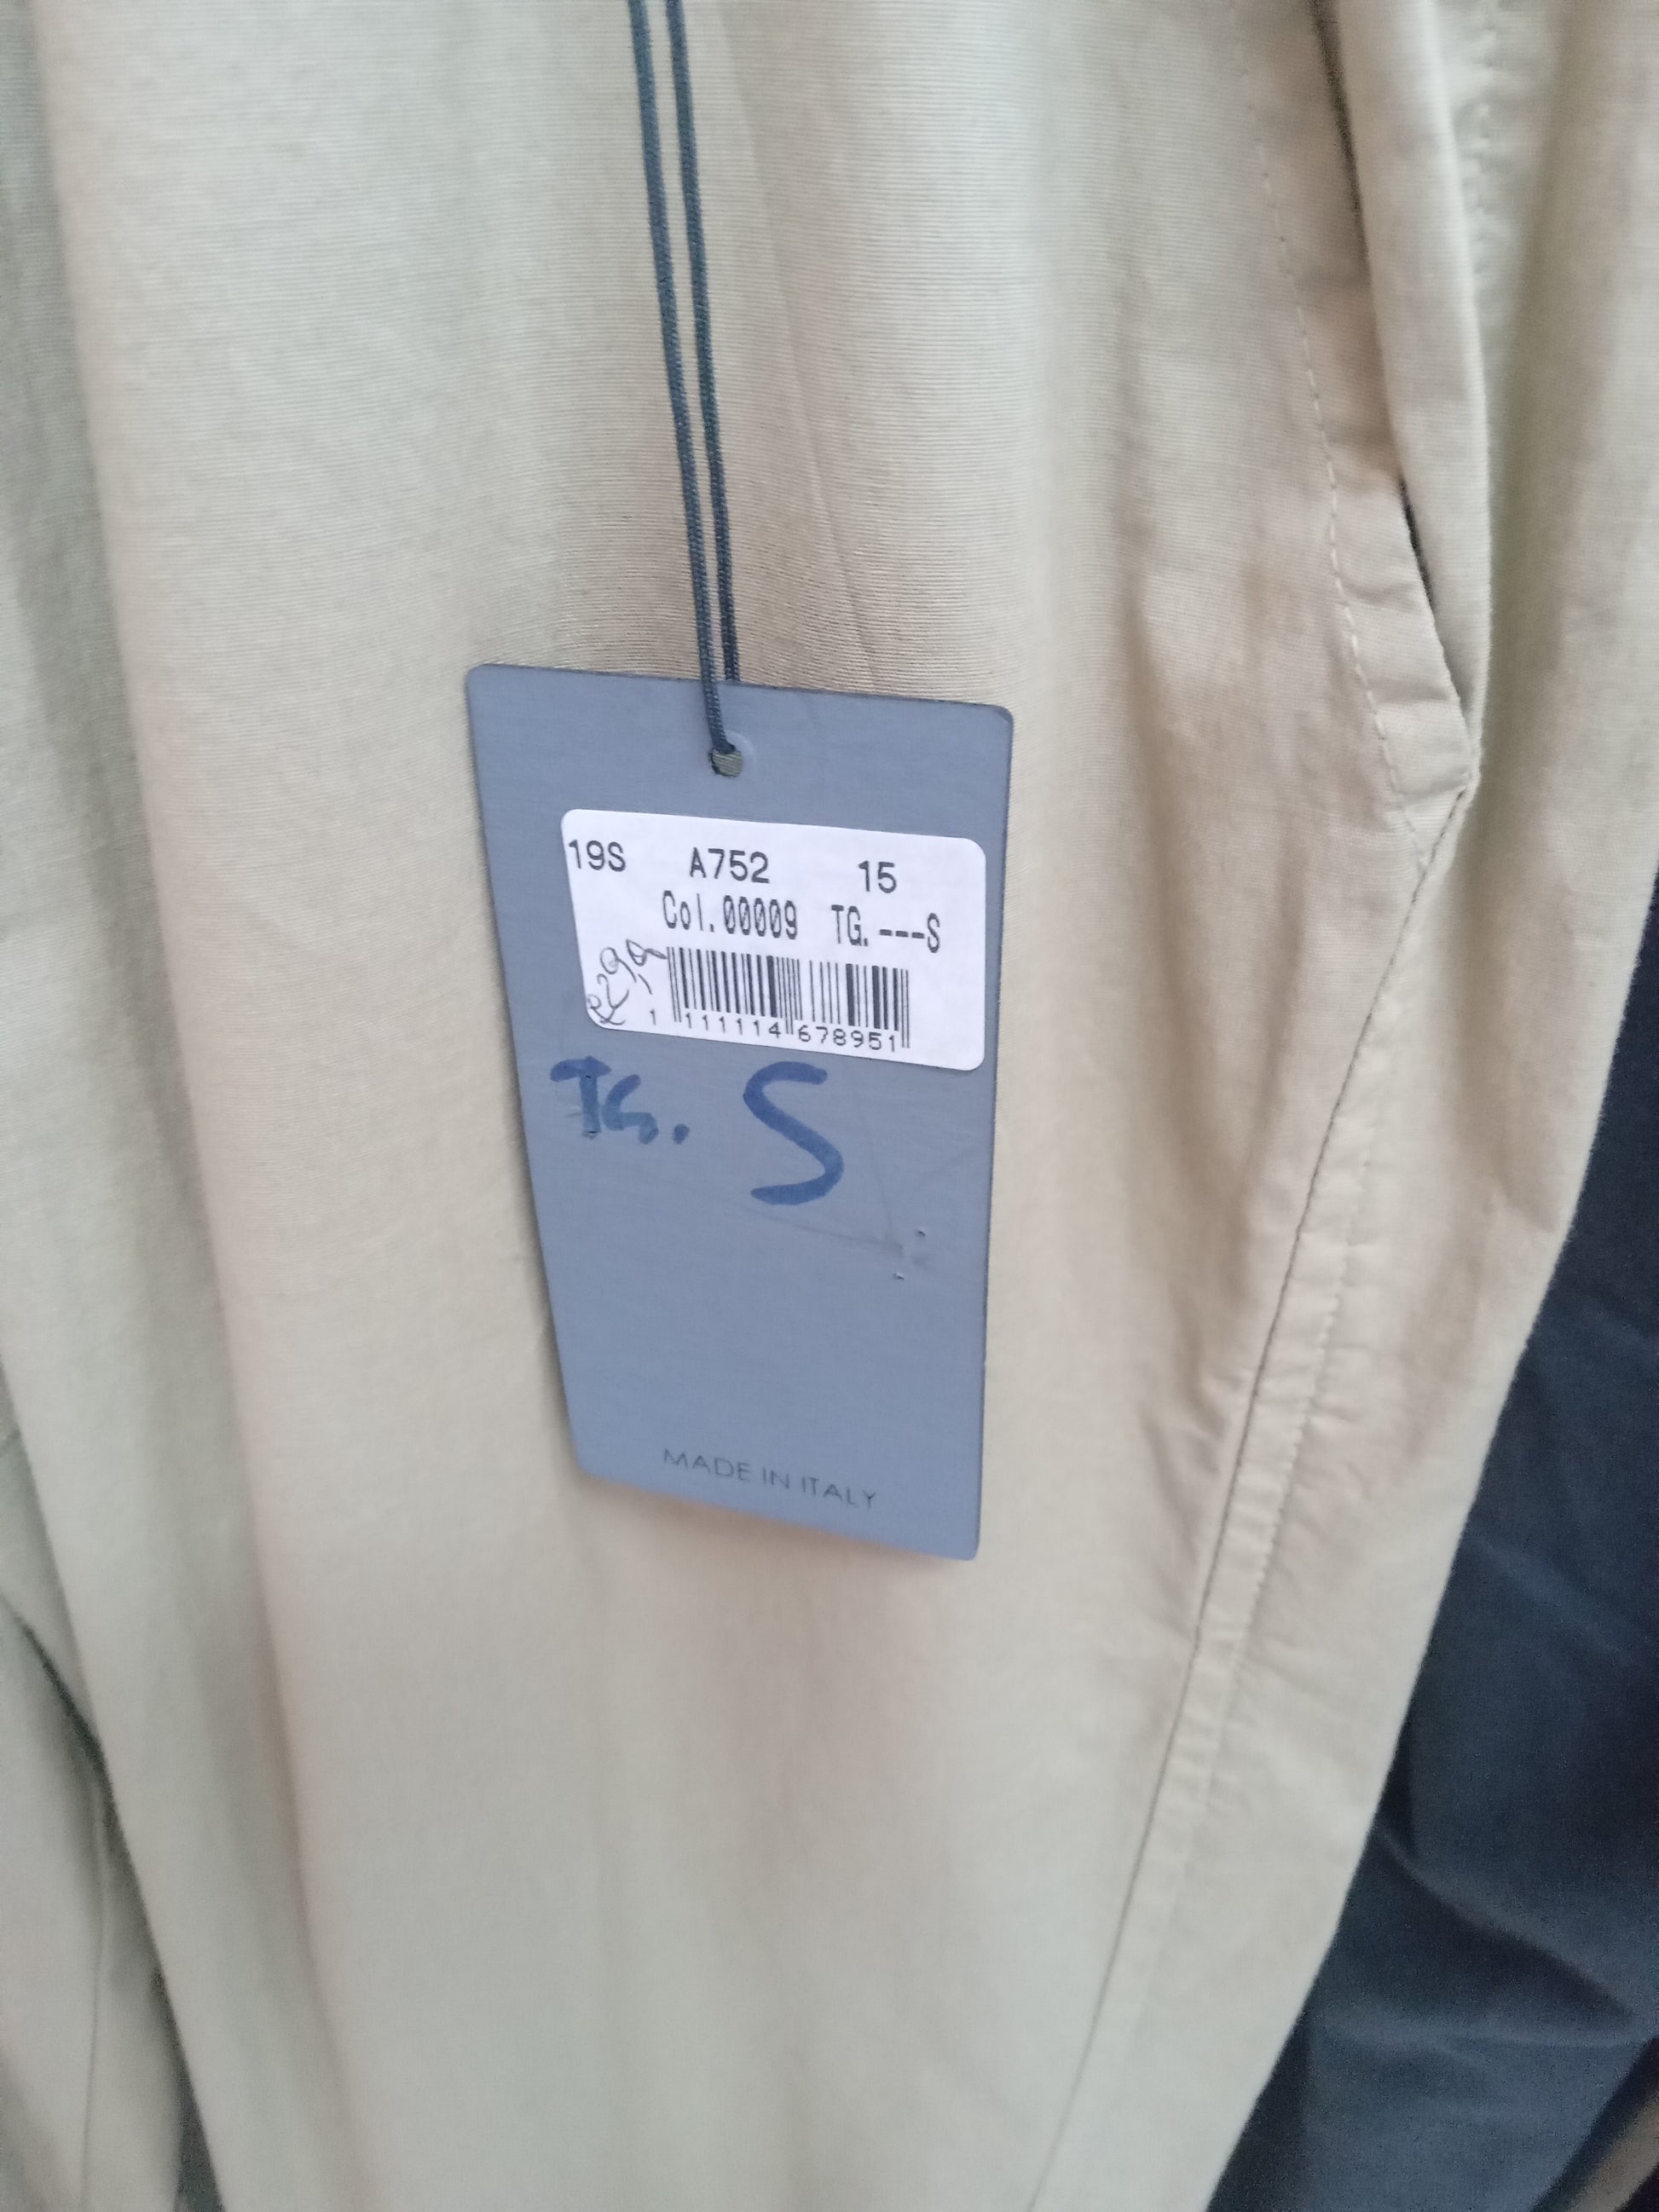 19S A752 15
Col.00009 TG.---S
1 111114 678951
TG. S
MADE IN ITALY